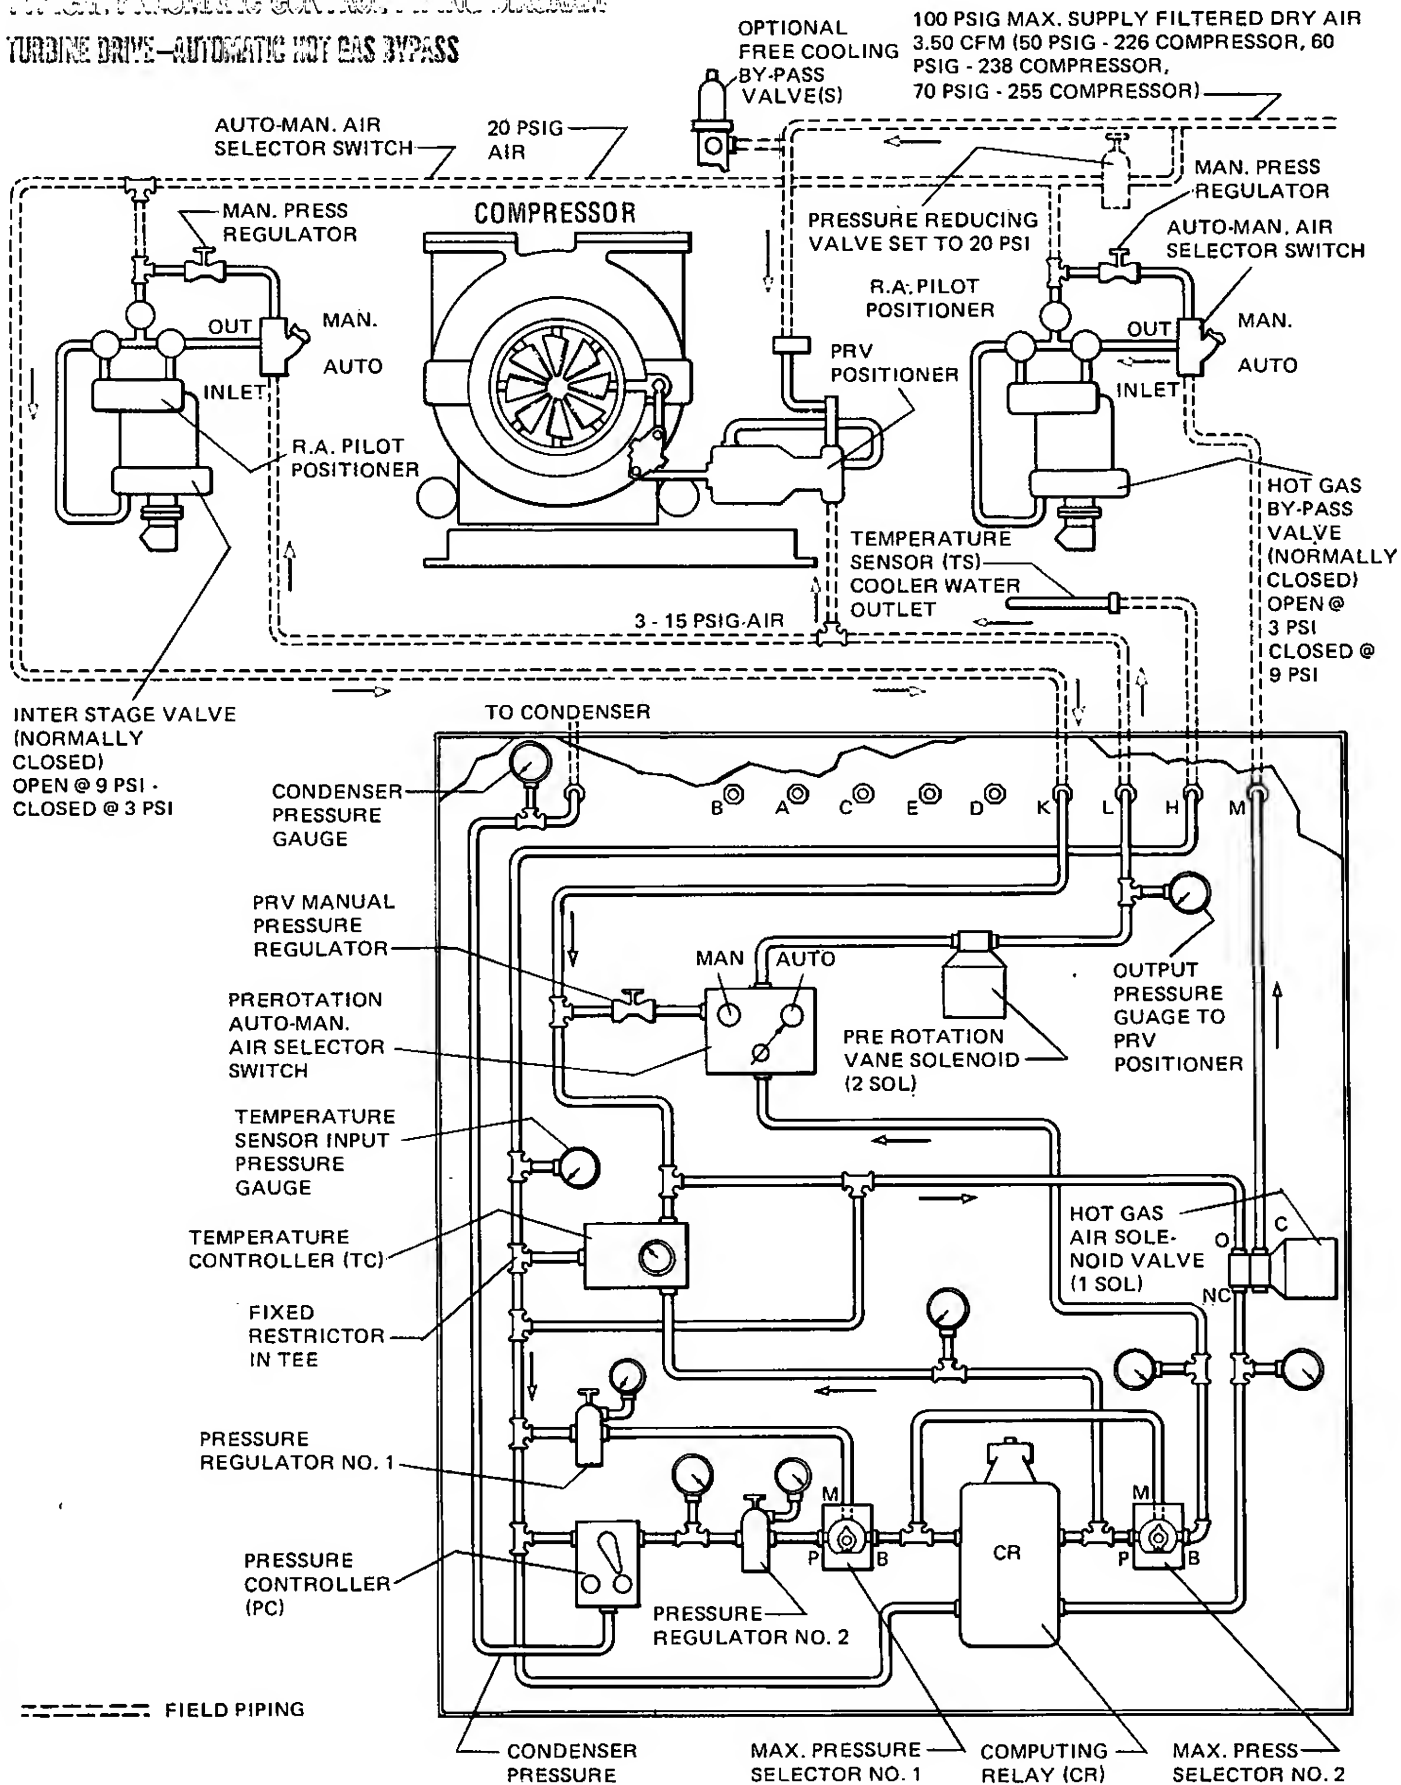 TYPICAL PNEUMATIC CONTROL PIPING DIAGRAM
TURBINE DRIVE—AUTOMATIC HOT GAS BYPASS
OPTIONAL
FREE COOLING
BY-PASS
VALVE(S)
100 PSIG MAX. SUPPLY FILTERED DRY AIR
3.50 CFM (50 PSIG - 226 COMPRESSOR, 60
PSIG - 238 COMPRESSOR,
70 PSIG - 255 COMPRESSOR)
AUTO-MAN. AIR
SELECTOR SWITCH
20 PSIG
AIR
MAN. PRESS
REGULATOR
COMPRESSOR
PRESSURE REDUCING
VALVE SET TO 20 PSI
MAN. PRESS
REGULATOR
AUTO-MAN. AIR
SELECTOR SWITCH
R.A. PILOT
POSITIONER
OUT
MAN.
AUTO
INLET
R.A. PILOT
POSITIONER
PRV
POSITIONER
OUT
MAN.
AUTO
INLET
HOT GAS
BY-PASS
VALVE
(NORMALLY
CLOSED)
OPEN @
3 PSI
CLOSED @
9 PSI
TEMPERATURE
SENSOR (TS)
COOLER WATER
OUTLET
3 - 15 PSIG-AIR
INTER STAGE VALVE
(NORMALLY
CLOSED)
OPEN @ 9 PSI -
CLOSED @ 3 PSI
TO CONDENSER
CONDENSER
PRESSURE
GAUGE
B A C E D K L H M
PRV MANUAL
PRESSURE
REGULATOR
MAN AUTO
PREROTATION
AUTO-MAN.
AIR SELECTOR
SWITCH
PRE ROTATION
VANE SOLENOID
(2 SOL)
OUTPUT
PRESSURE
GUAGE TO
PRV
POSITIONER
TEMPERATURE
SENSOR INPUT
PRESSURE
GAUGE
TEMPERATURE
CONTROLLER (TC)
HOT GAS
AIR SOLE-
NOID VALVE
(1 SOL)
O
C
NC
FIXED
RESTRICTOR
IN TEE
PRESSURE
REGULATOR NO. 1
M
P
B
CR
M
P
B
PRESSURE
CONTROLLER
(PC)
PRESSURE
REGULATOR NO. 2
FIELD PIPING
CONDENSER
PRESSURE
MAX. PRESSURE
SELECTOR NO. 1
COMPUTING
RELAY (CR)
MAX. PRESS
SELECTOR NO. 2